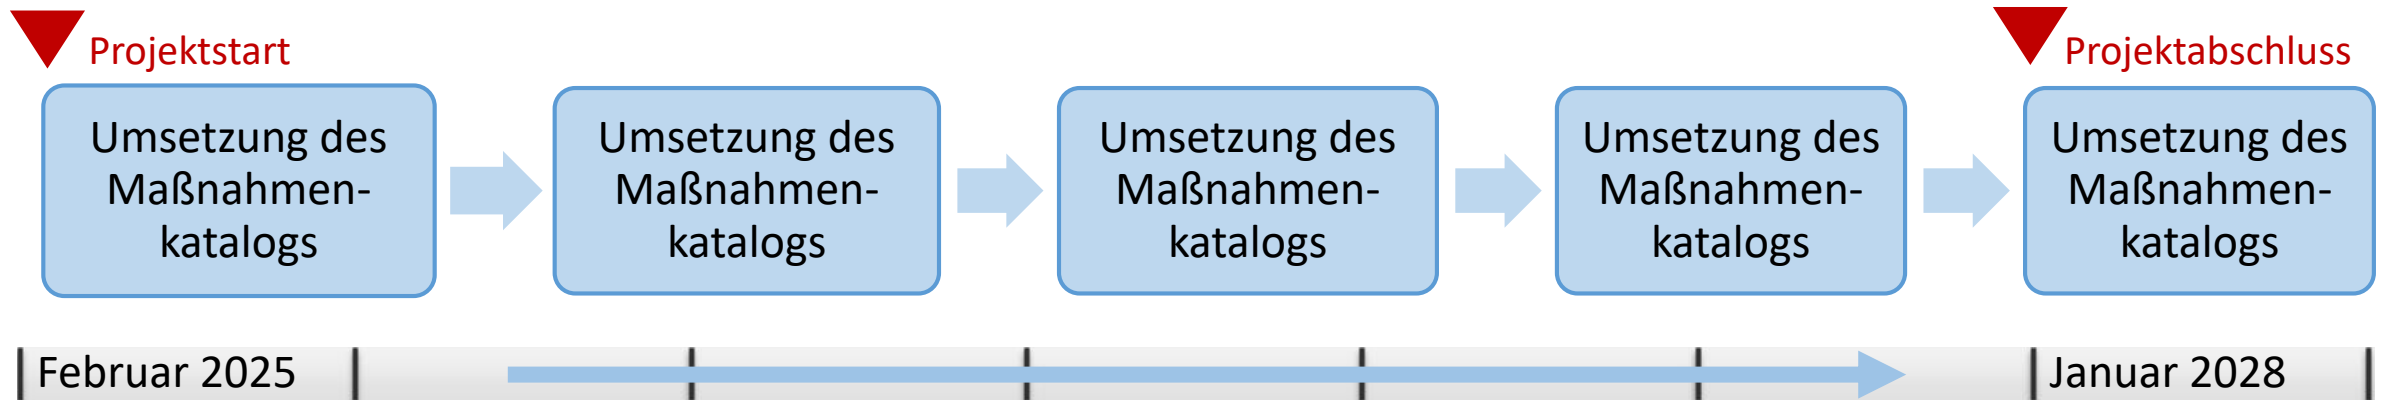 Projektstart
Projektabschluss
Umsetzung des
Maßnahmen-
katalogs
Umsetzung des
Maßnahmen-
katalogs
Umsetzung des
Maßnahmen-
katalogs
Umsetzung des
Maßnahmen-
katalogs
Umsetzung des
Maßnahmen-
katalogs
Februar 2025
Januar 2028